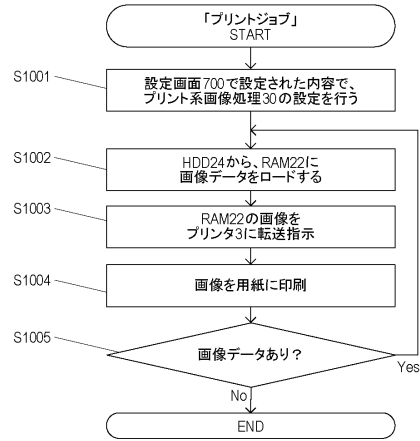 「プリントジョブ」
START
S1001
設定画面700で設定された内容で、
プリント系画像処理30の設定を行う
S1002
HDD24から、RAM22に
画像データをロードする
S1003
RAM22の画像を
プリンタ3に転送指示
S1004
画像を用紙に印刷
S1005
画像データあり？
Yes
No
END